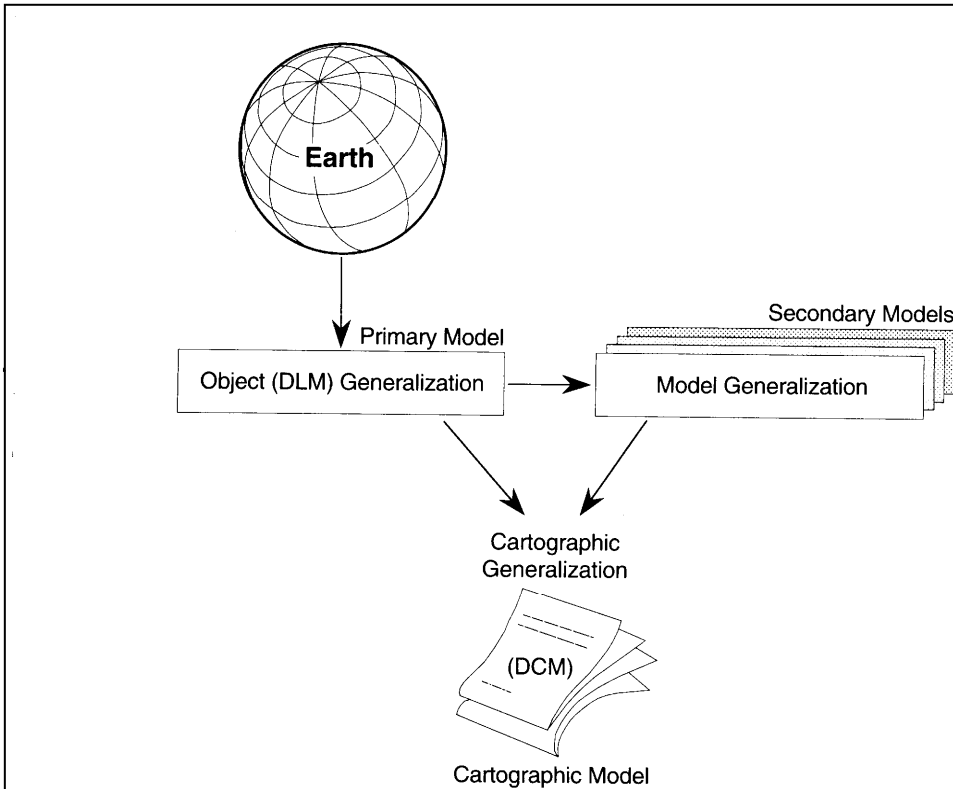 Earth
Primary Model
Object (DLM) Generalization
Secondary Models
Model Generalization
Cartographic
Generalization
(DCM)
Cartographic Model